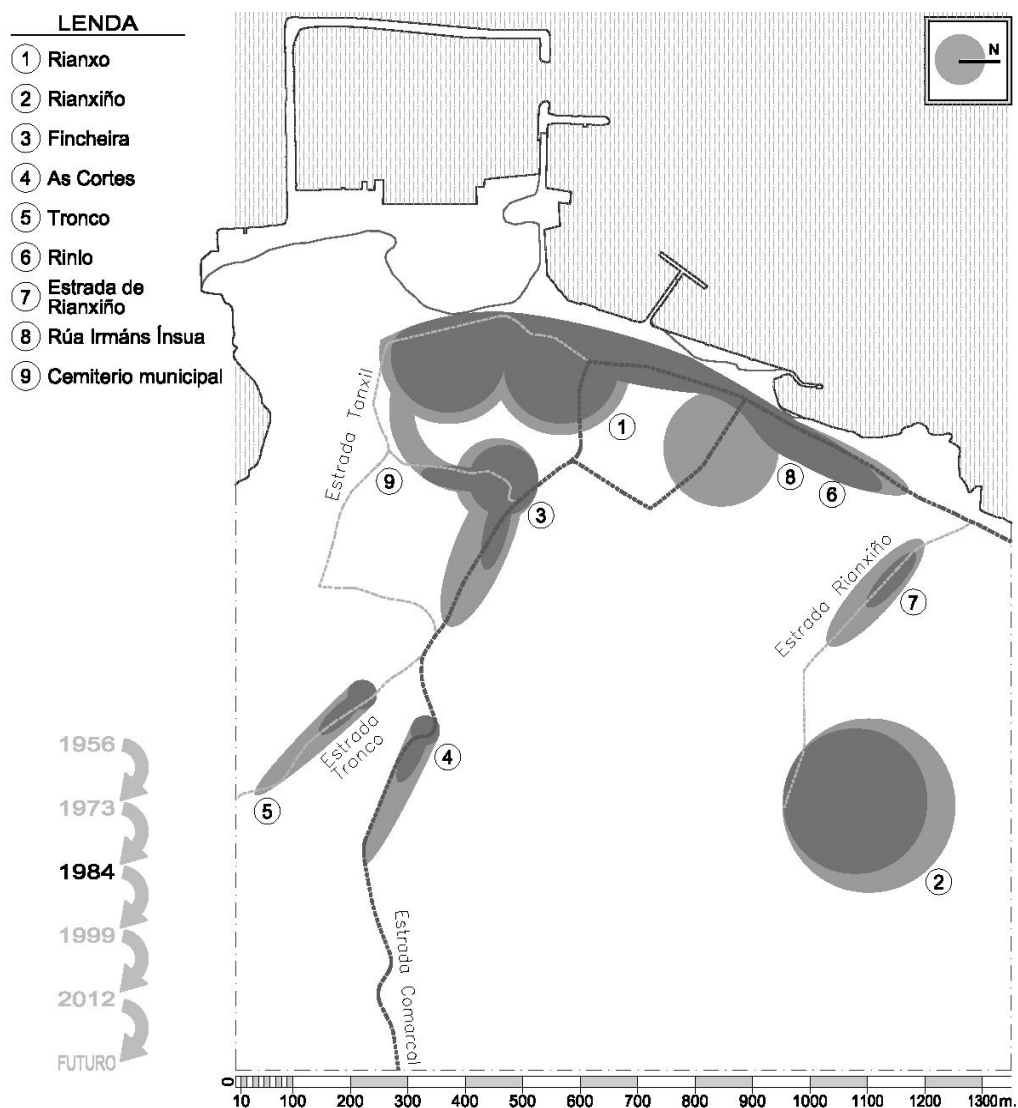 LENDA
1 Rianxo
2 Rianxiño
3 Fincheira
4 As Cortes
5 Tronco
6 Rinlo
7 Estrada de
Rianxiño
8 Rúa Irmáns Ínsua
9 Cemiterio municipal
N
Estrada Tanxil
1
9
8
6
3
Estrada Rianxiño
7
Estrada
Tronco
4
5
2
Estrada Comarcal
1956
1973
1984
1999
2012
FUTURO
0
10 100 200 300 400 500 600 700 800 900 1000 1100 1200 1300m.